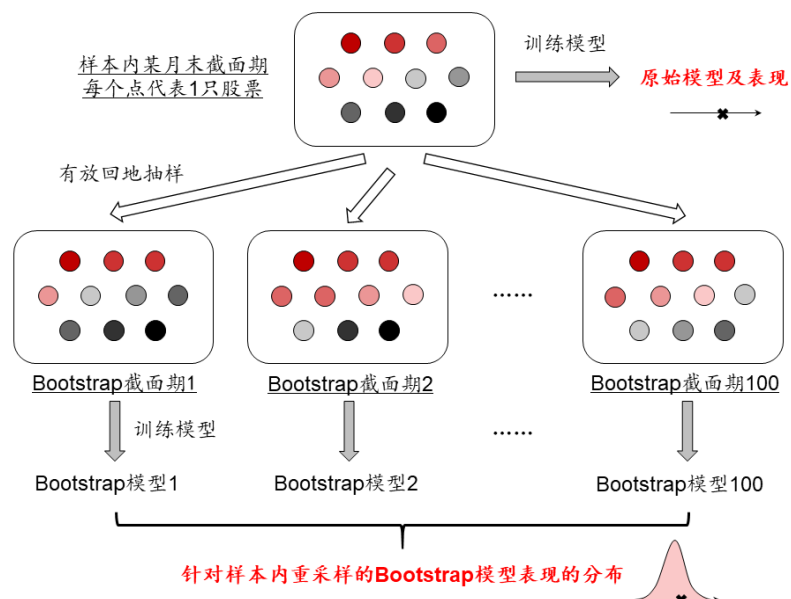 样本内某月末截面期
每个点代表1只股票
训练模型
原始模型及表现
有放回地抽样
......
Bootstrap截面期1
Bootstrap截面期2
Bootstrap截面期100
训练模型
......
Bootstrap模型1
Bootstrap模型2
Bootstrap模型100
针对样本内重采样的Bootstrap模型表现的分布